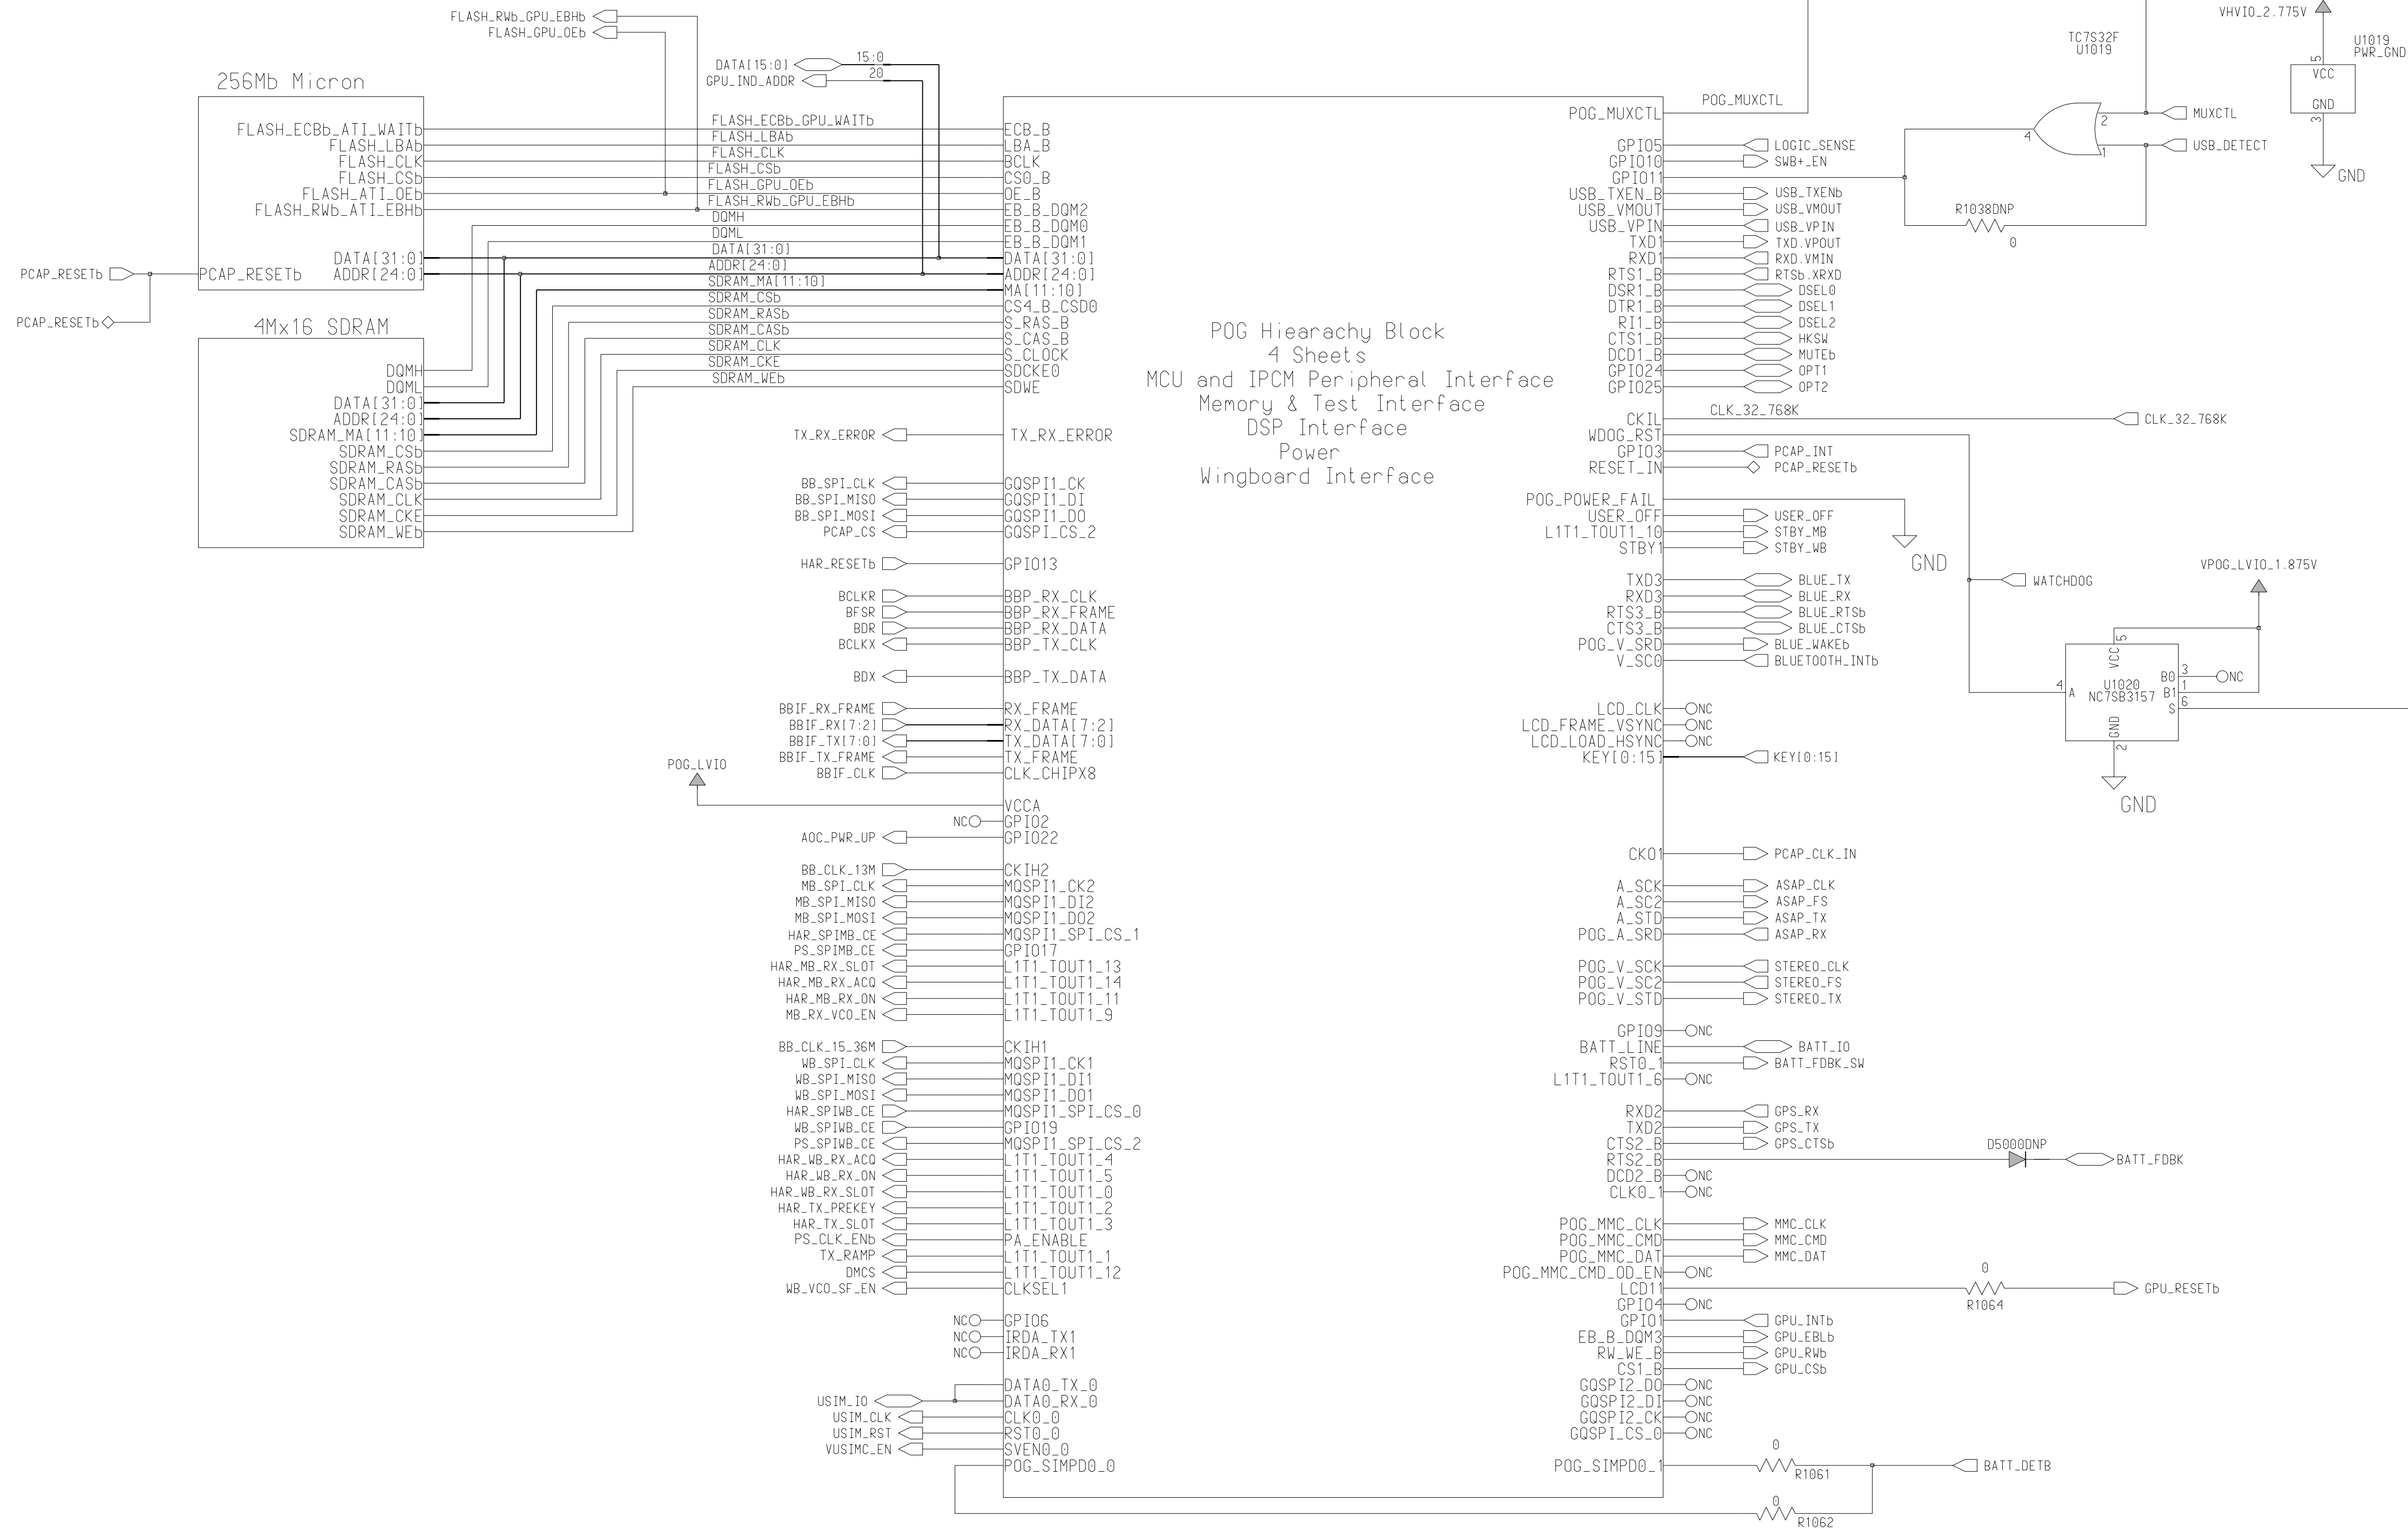 FLASH_RWb_GPU_EBHb
FLASH_GPU_OEb
DATA[15:0]
15:0
GPU_IND_ADDR
20
256Mb Micron
FLASH_ECBb_ATI_WAITb
FLASH_LBAb
FLASH_CLK
FLASH_CSb
FLASH_ATI_OEb
FLASH_RWb_ATI_EBHb
DATA[31:0]
PCAP_RESETb
PCAP_RESETb
ADDR[24:0]
PCAP_RESETb
4Mx16 SDRAM
DQMH
DQML
DATA[31:0]
ADDR[24:0]
SDRAM_MA[11:10]
SDRAM_CSb
SDRAM_RASb
SDRAM_CASb
SDRAM_CLK
SDRAM_CKE
SDRAM_WEb
FLASH_ECBb_GPU_WAITb
FLASH_LBAb
FLASH_CLK
FLASH_CSb
FLASH_GPU_OEb
FLASH_RWb_GPU_EBHb
DQMH
DQML
DATA[31:0]
ADDR[24:0]
SDRAM_MA[11:10]
SDRAM_CSb
SDRAM_RASb
SDRAM_CASb
SDRAM_CLK
SDRAM_CKE
SDRAM_WEb
ECB_B
LBA_B
BCLK
CS0_B
OE_B
EB_B_DQM2
EB_B_DQM0
EB_B_DQM1
DATA[31:0]
ADDR[24:0]
MA[11:10]
CS4_B_CSD0
S_RAS_B
S_CAS_B
S_CLOCK
SDCKE0
SDWE
TX_RX_ERROR TX_RX_ERROR
BB_SPI_CLK GQSPI1_CK
BB_SPI_MISO GQSPI1_DI
BB_SPI_MOSI GQSPI1_DO
PCAP_CS GQSPI_CS_2
HAR_RESETb GPIO13
BCLKR BBP_RX_CLK
BFSR BBP_RX_FRAME
BDR BBP_RX_DATA
BCLKX BBP_TX_CLK
BDX BBP_TX_DATA
BBIF_RX_FRAME RX_FRAME
BBIF_RX[7:2] RX_DATA[7:2]
BBIF_TX[7:0] TX_DATA[7:0]
BBIF_TX_FRAME TX_FRAME
BBIF_CLK CLK_CHIPX8
POG_LVIO
VCCA
NC GPIO2
AOC_PWR_UP GPIO22
BB_CLK_13M CKIH2
MB_SPI_CLK MQSPI1_CK2
MB_SPI_MISO MQSPI1_DI2
MB_SPI_MOSI MQSPI1_DO2
HAR_SPIMB_CE MQSPI1_SPI_CS_1
PS_SPIMB_CE GPIO17
HAR_MB_RX_SLOT L1T1_TOUT1_13
HAR_MB_RX_ACQ L1T1_TOUT1_14
HAR_MB_RX_ON L1T1_TOUT1_11
MB_RX_VCO_EN L1T1_TOUT1_9
BB_CLK_15_36M CKIH1
WB_SPI_CLK MQSPI1_CK1
WB_SPI_MISO MQSPI1_DI1
WB_SPI_MOSI MQSPI1_DO1
HAR_SPIWB_CE MQSPI1_SPI_CS_0
WB_SPIWB_CE GPIO19
PS_SPIWB_CE MQSPI1_SPI_CS_2
HAR_WB_RX_ACQ L1T1_TOUT1_4
HAR_WB_RX_ON L1T1_TOUT1_5
HAR_WB_RX_SLOT L1T1_TOUT1_0
HAR_TX_PREKEY L1T1_TOUT1_2
HAR_TX_SLOT L1T1_TOUT1_3
PS_CLK_ENb PA_ENABLE
TX_RAMP L1T1_TOUT1_1
DMCS L1T1_TOUT1_12
WB_VCO_SF_EN CLKSEL1
NC GPIO6
NC IRDA_TX1
NC IRDA_RX1
DATA0_TX_0
USIM_IO DATA0_RX_0
USIM_CLK CLK0_0
USIM_RST RST0_0
VUSIMC_EN SVEN0_0
POG_SIMPD0_0
POG Hiearachy Block
4 Sheets
MCU and IPCM Peripheral Interface
Memory & Test Interface
DSP Interface
Power
Wingboard Interface
POG_MUXCTL POG_MUXCTL
GPIO5 LOGIC_SENSE
GPIO10 SWB+_EN
GPIO11
USB_TXEN_B USB_TXENb
USB_VMOUT USB_VMOUT
USB_VPIN USB_VPIN
TXD1 TXD.VPOUT
RXD1 RXD.VMIN
RTS1_B RTSb.XRXD
DSR1_B DSEL0
DTR1_B DSEL1
RI1_B DSEL2
CTS1_B HKSW
DCD1_B MUTEb
GPIO24 OPT1
GPIO25 OPT2
CKIL CLK_32_768K CLK_32_768K
WDOG_RST
GPIO3 PCAP_INT
RESET_IN PCAP_RESETb
POG_POWER_FAIL
USER_OFF USER_OFF
L1T1_TOUT1_10 STBY_MB
STBY1 STBY_WB
GND
TXD3 BLUE_TX
RXD3 BLUE_RX
RTS3_B BLUE_RTSb
CTS3_B BLUE_CTSb
POG_V_SRD BLUE_WAKEb
V_SC0 BLUETOOTH_INTb
LCD_CLK NC
LCD_FRAME_VSYNC NC
LCD_LOAD_HSYNC NC
KEY[0:15] KEY[0:15]
CKO1 PCAP_CLK_IN
A_SCK ASAP_CLK
A_SC2 ASAP_FS
A_STD ASAP_TX
POG_A_SRD ASAP_RX
POG_V_SCK STEREO_CLK
POG_V_SC2 STEREO_FS
POG_V_STD STEREO_TX
GPIO9 NC
BATT_LINE BATT_IO
RST0_1 BATT_FDBK_SW
L1T1_TOUT1_6 NC
RXD2 GPS_RX
TXD2 GPS_TX
CTS2_B GPS_CTSb
RTS2_B D5000DNP BATT_FDBK
DCD2_B NC
CLK0_1 NC
POG_MMC_CLK MMC_CLK
POG_MMC_CMD MMC_CMD
POG_MMC_DAT MMC_DAT
POG_MMC_CMD_OD_EN NC
LCD11 0 R1064 GPU_RESETb
GPIO4 NC
GPIO1 GPU_INTb
EB_B_DQM3 GPU_EBLb
RW_WE_B GPU_RWb
CS1_B GPU_CSb
GQSPI2_DO NC
GQSPI2_DI NC
GQSPI2_CK NC
GQSPI_CS_0 NC
POG_SIMPD0_1 0 R1061 BATT_DETB
0 R1062
TC7S32F
U1019
4
2 MUXCTL
1 USB_DETECT
R1038DNP
0
VHVIO_2.775V
U1019
PWR_GND
5
VCC
GND
3
GND
WATCHDOG
VPOG_LVIO_1.875V
5
VCC
4 A
U1020
NC7SB3157
B0 3 NC
B1 1
S 6
GND
2
GND